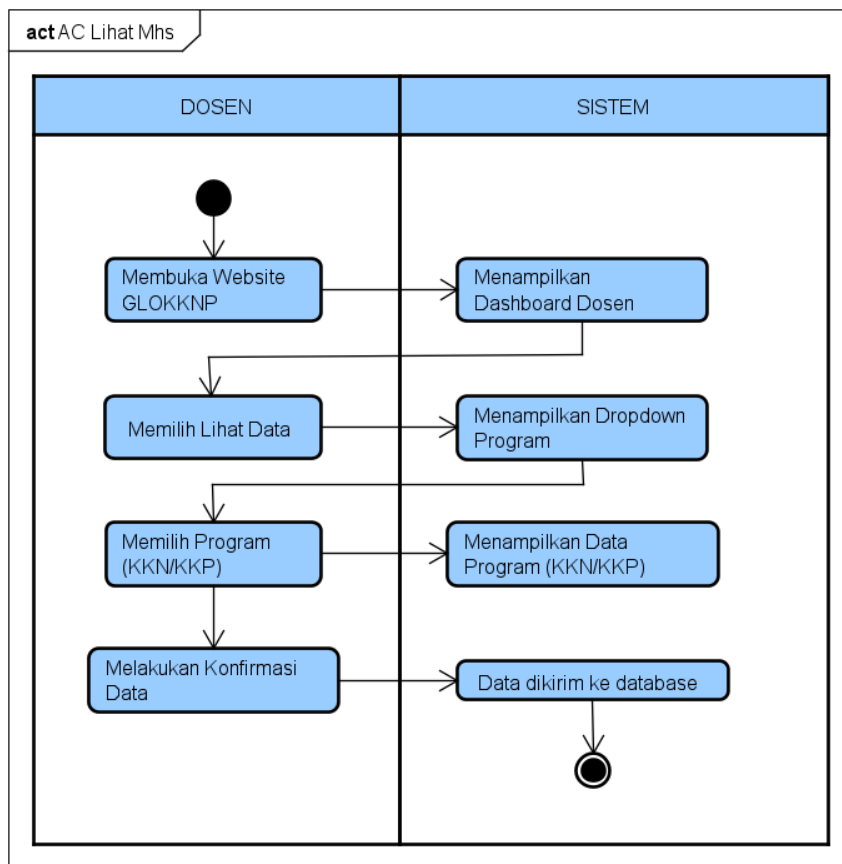 act AC Lihat Mhs
DOSEN
SISTEM
Membuka Website
GLOKKNP
Menampilkan
Dashboard Dosen
Memilih Lihat Data
Menampilkan Dropdown
Program
Memilih Program
(KKN/KKP)
Menampilkan Data
Program (KKN/KKP)
Melakukan Konfirmasi
Data
Data dikirim ke database